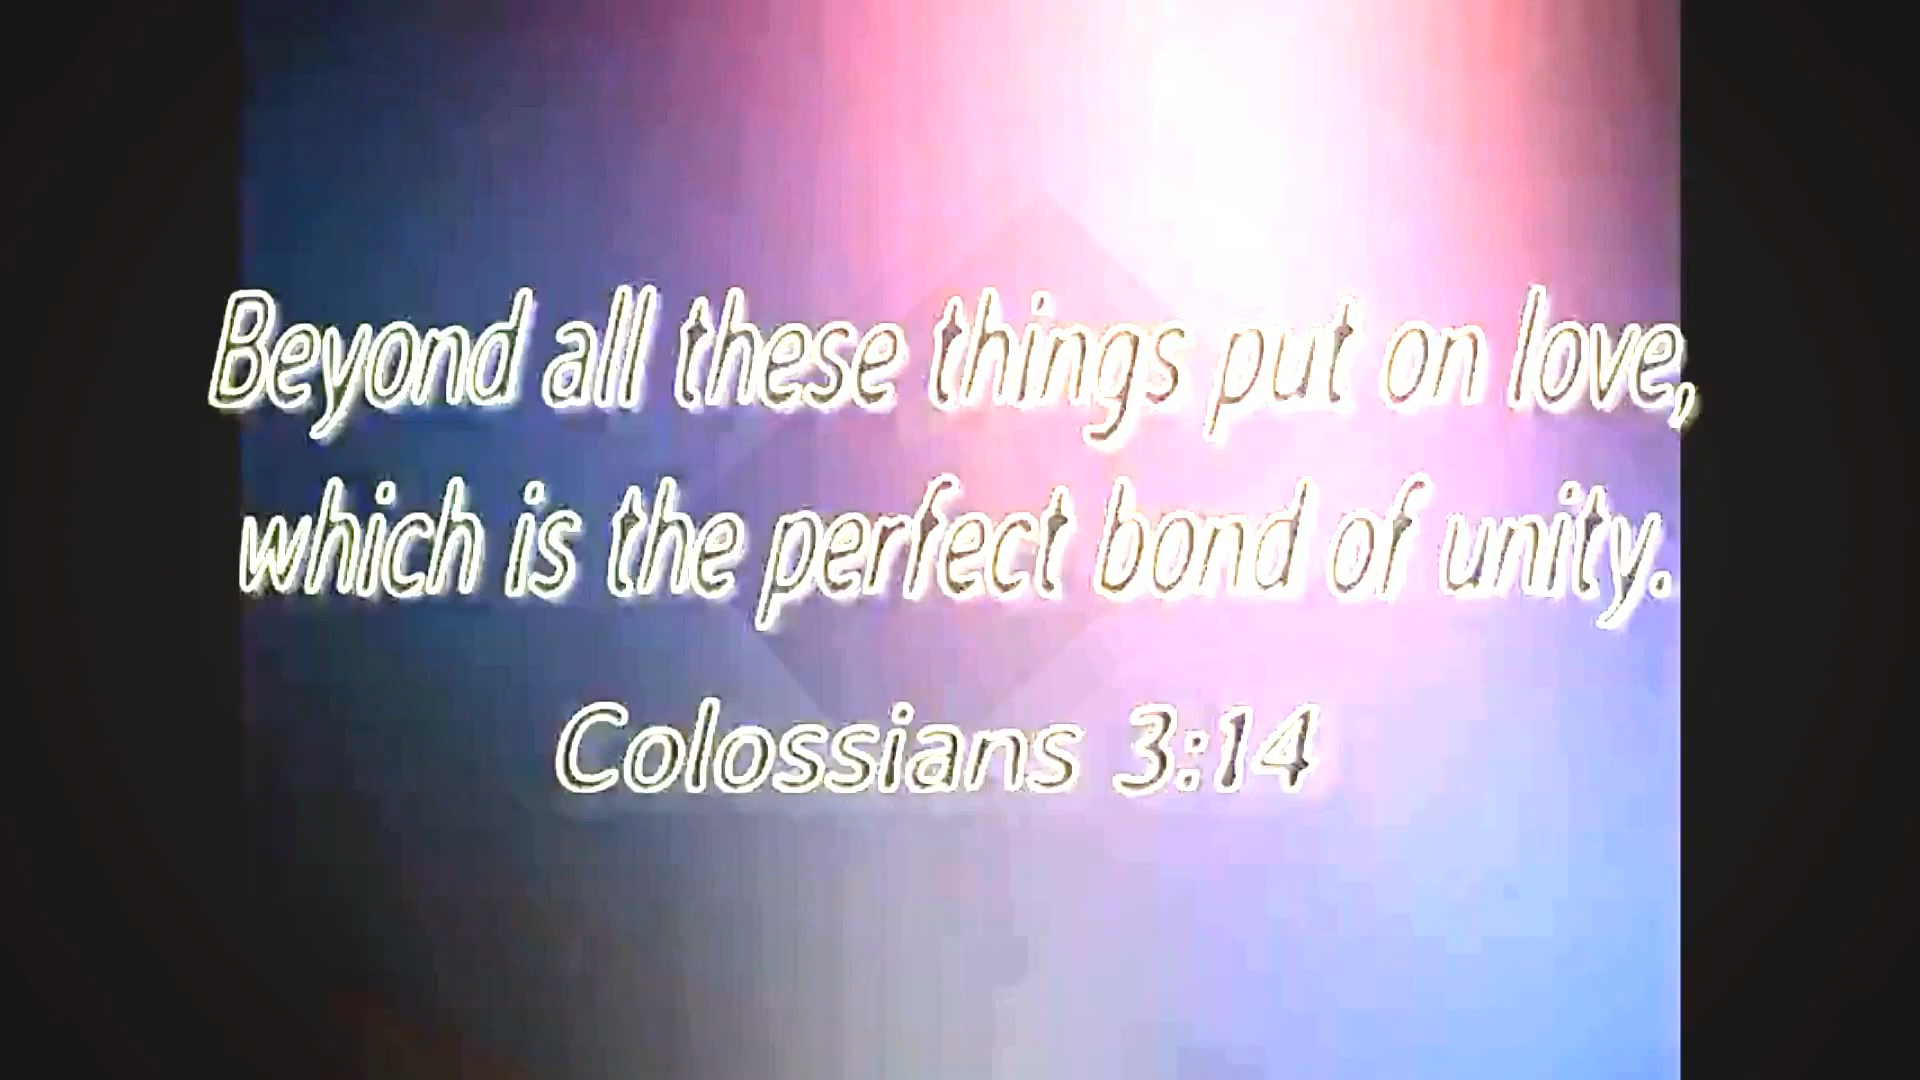 Beyond all these things put on love,
which is the perfect bond of unity.
Colossians 3:14